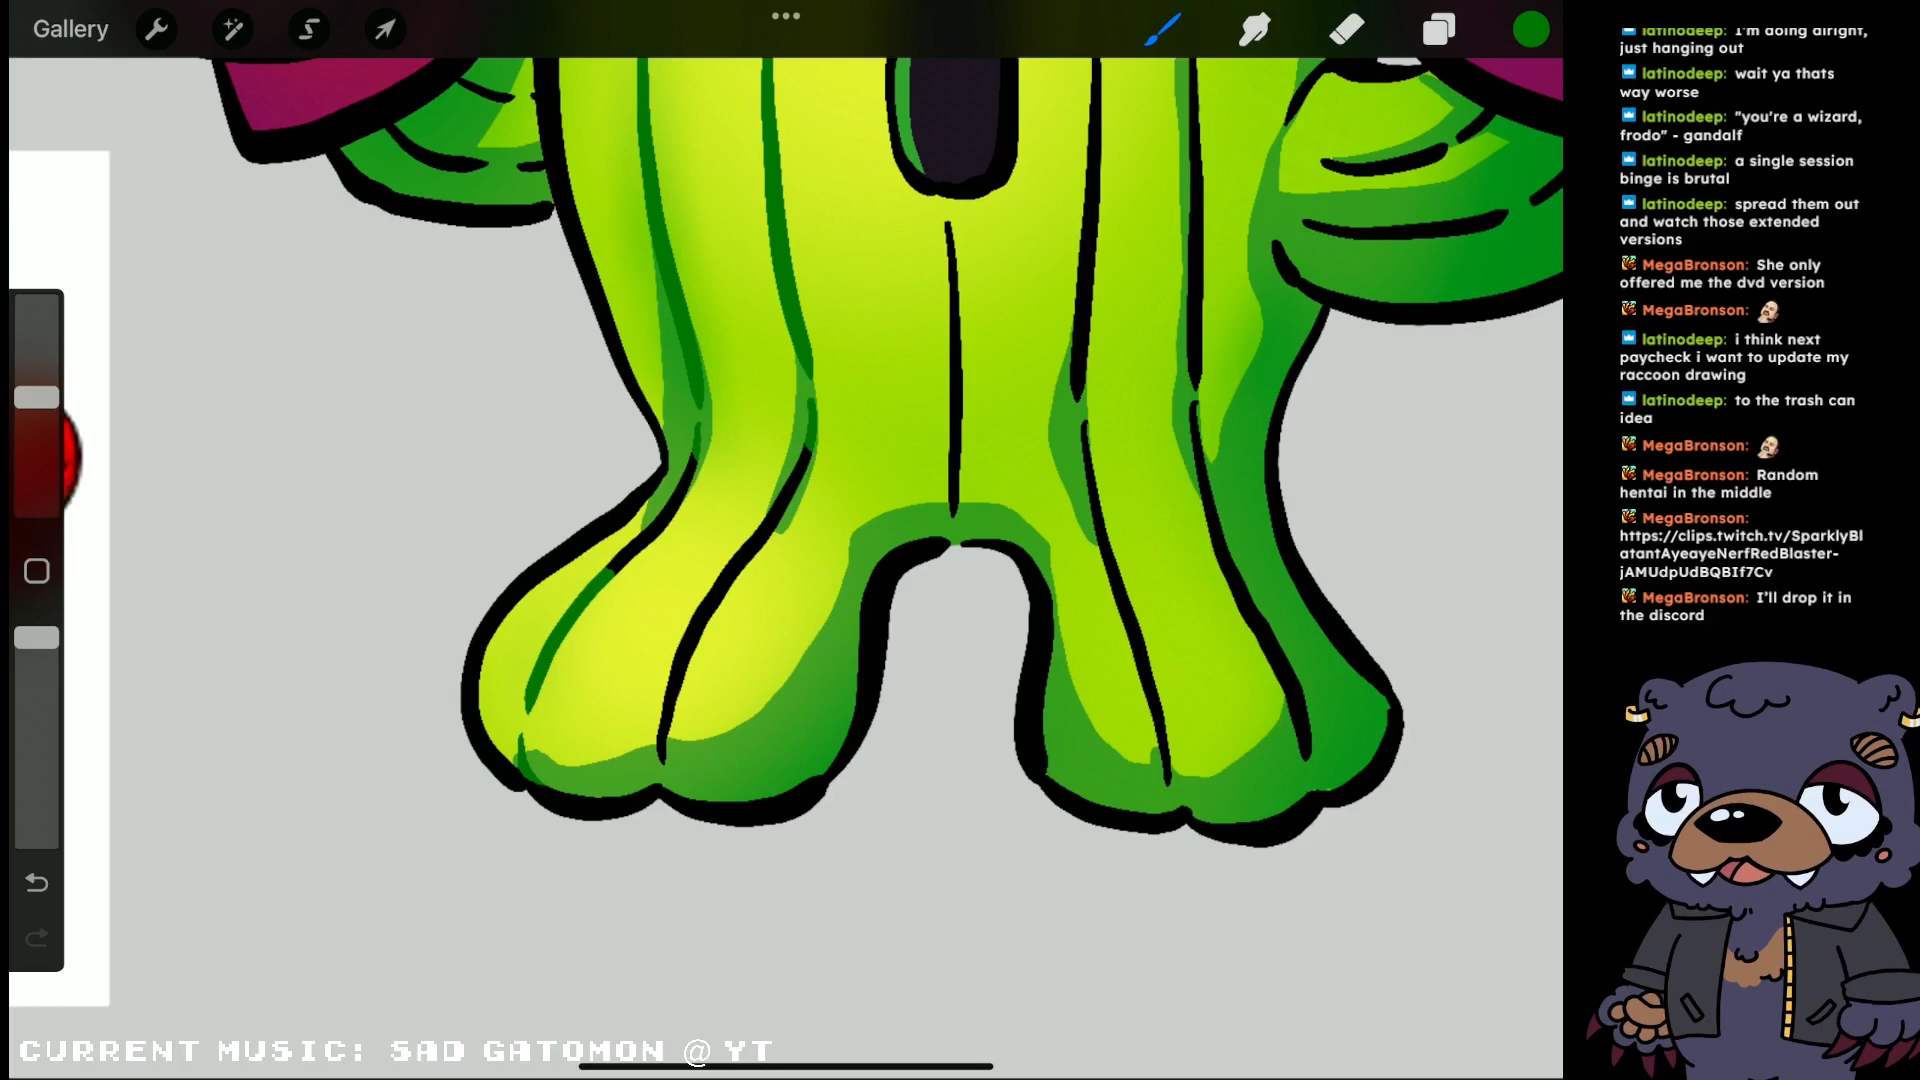 Gallery
latinodeep: I'm doing alright,
just hanging out
latinodeep: wait ya thats
way worse
latinodeep: "you're a wizard,
frodo" - gandalf
latinodeep: a single session
binge is brutal
latinodeep: spread them out
and watch those extended
versions
MegaBronson: She only
offered me the dvd version
MegaBronson:
latinodeep: i think next
paycheck i want to update my
raccoon drawing
latinodeep: to the trash can
idea
MegaBronson:
MegaBronson: Random
hentai in the middle
MegaBronson:
https://clips.twitch.tv/SparklyBl
atantAyeayeNerfRedBlaster-
jAMUdpUdBQBIf7Cv
MegaBronson: I'll drop it in
the discord
CURRENT MUSIC: SAD GATOMON @ YT